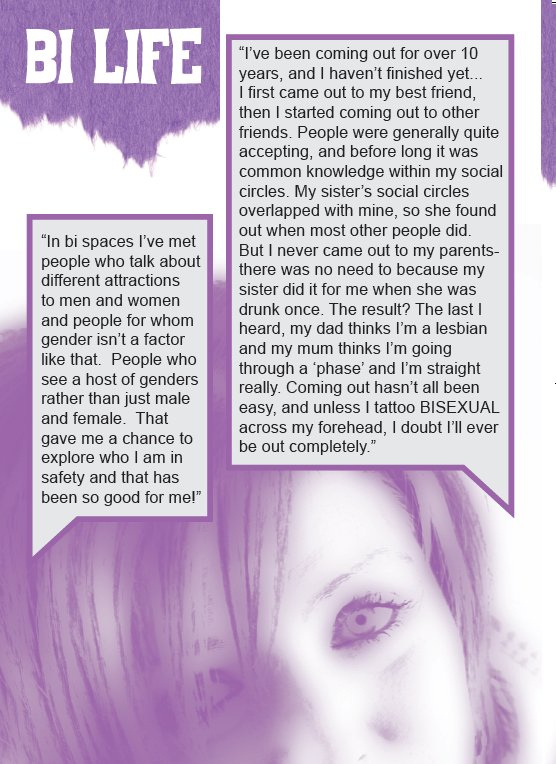 BI LIFE
“I’ve been coming out for over 10
years, and I haven’t finished yet...
I first came out to my best friend,
then I started coming out to other
friends. People were generally quite
accepting, and before long it was
common knowledge within my social
circles. My sister’s social circles
overlapped with mine, so she found
out when most other people did.
But I never came out to my parents-
there was no need to because my
sister did it for me when she was
drunk once. The result? The last I
heard, my dad thinks I’m a lesbian
and my mum thinks I’m going
through a ‘phase’ and I’m straight
really. Coming out hasn’t all been
easy, and unless I tattoo BISEXUAL
across my forehead, I doubt I’ll ever
be out completely.”
“In bi spaces I’ve met
people who talk about
different attractions
to men and women
and people for whom
gender isn’t a factor
like that.  People who
see a host of genders
rather than just male
and female.  That
gave me a chance to
explore who I am in
safety and that has
been so good for me!”